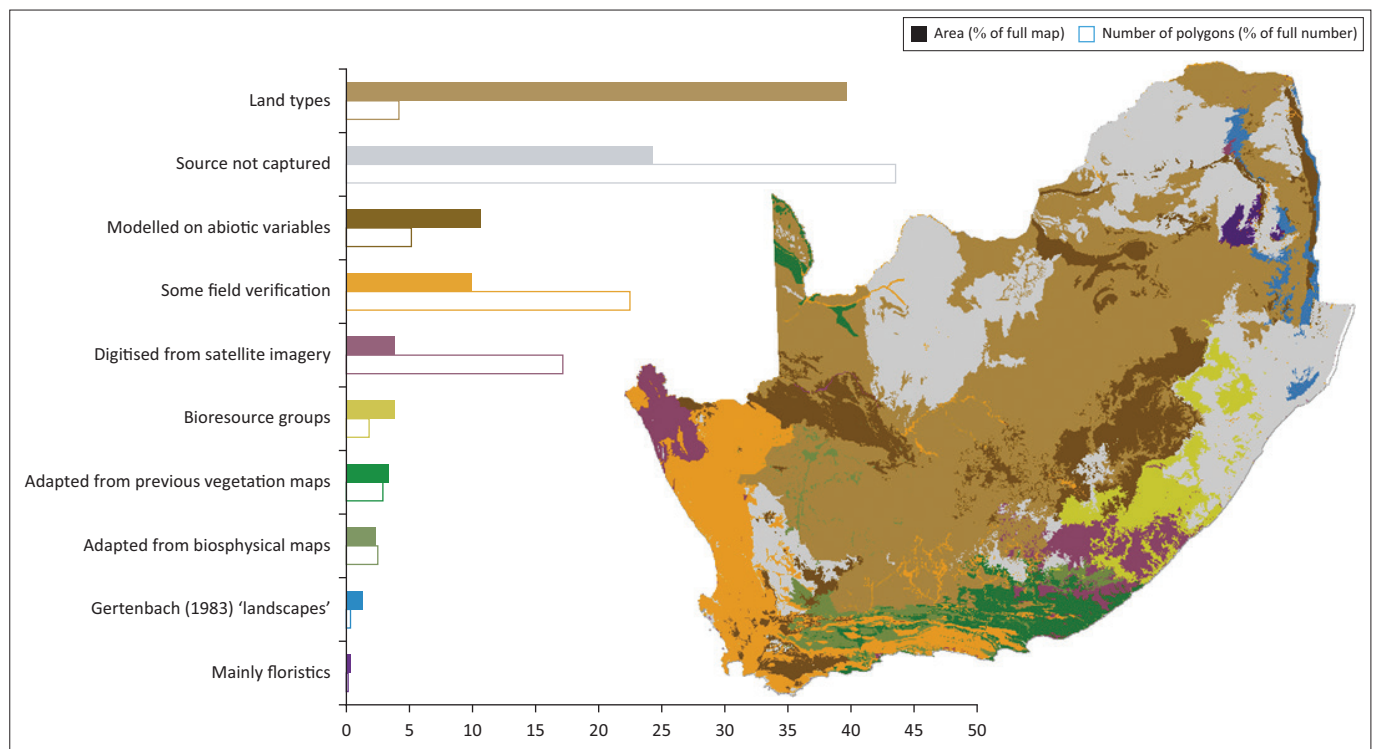 Area (% of full map) Number of polygons (% of full number)
Land types
Source not captured
Modelled on abiotic variables
Some field verification
Digitised from satellite imagery
Bioresource groups
Adapted from previous vegetation maps
Adapted from biosphysical maps
Gertenbach (1983) ‘landscapes’
Mainly floristics
0 5 10 15 20 25 30 35 40 45 50